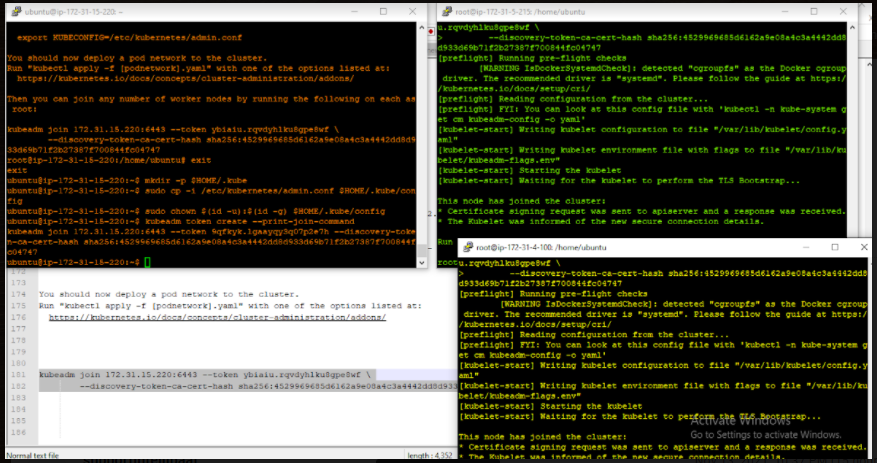 ubuntu@ip-172-31-15-220: ~
export KUBECONFIG=/etc/kubernetes/admin.conf
You should now deploy a pod network to the cluster.
Run "kubectl apply -f [podnetwork].yaml" with one of the options listed at:
https://kubernetes.io/docs/concepts/cluster-administration/addons/
Then you can join any number of worker nodes by running the following on each as
root:
kubeadm join 172.31.15.220:6443 --token ybiaiu.rqvdyhlku8gpe8wf \
--discovery-token-ca-cert-hash sha256:4529969685d6162a9e08a4c3a4442dd8d9
33d69b71f2b27387f700844fc04747
root@ip-172-31-15-220:/home/ubuntu# exit
exit
ubuntu@ip-172-31-15-220:~$ mkdir -p $HOME/.kube
ubuntu@ip-172-31-15-220:~$ sudo cp -i /etc/kubernetes/admin.conf $HOME/.kube/con
fig
ubuntu@ip-172-31-15-220:~$ sudo chown $(id -u):$(id -g) $HOME/.kube/config
ubuntu@ip-172-31-15-220:~$ kubeadm token create --print-join-command
kubeadm join 172.31.15.220:6443 --token 9qfkyk.lgaayqy3q07p2e7h --discovery-toke
n-ca-cert-hash sha256:4529969685d6162a9e08a4c3a4442dd8d933d69b71f2b27387f700844f
c04747
ubuntu@ip-172-31-15-220:~$
root@ip-172-31-5-215: /home/ubuntu
u.rqvdyhlku8gpe8wf \
> --discovery-token-ca-cert-hash sha256:4529969685d6162a9e08a4c3a4442dd8
d933d69b71f2b27387f700844fc04747
[preflight] Running pre-flight checks
[WARNING IsDockerSystemdCheck]: detected "cgroupfs" as the Docker cgroup
driver. The recommended driver is "systemd". Please follow the guide at https:/
/kubernetes.io/docs/setup/cri/
[preflight] Reading configuration from the cluster...
[preflight] FYI: You can look at this config file with 'kubectl -n kube-system g
et cm kubeadm-config -o yaml'
[kubelet-start] Writing kubelet configuration to file "/var/lib/kubelet/config.y
aml"
[kubelet-start] Writing kubelet environment file with flags to file "/var/lib/ku
belet/kubeadm-flags.env"
[kubelet-start] Starting the kubelet
[kubelet-start] Waiting for the kubelet to perform the TLS Bootstrap...
This node has joined the cluster:
* Certificate signing request was sent to apiserver and a response was received.
* The Kubelet was informed of the new secure connection details.
Run
root
root@ip-172-31-4-100: /home/ubuntu
u.rqvdyhlku8gpe8wf \
> --discovery-token-ca-cert-hash sha256:4529969685d6162a9e08a4c3a4442dd8
d933d69b71f2b27387f700844fc04747
[preflight] Running pre-flight checks
[WARNING IsDockerSystemdCheck]: detected "cgroupfs" as the Docker cgroup
driver. The recommended driver is "systemd". Please follow the guide at https:/
/kubernetes.io/docs/setup/cri/
[preflight] Reading configuration from the cluster...
[preflight] FYI: You can look at this config file with 'kubectl -n kube-system g
et cm kubeadm-config -o yaml'
[kubelet-start] Writing kubelet configuration to file "/var/lib/kubelet/config.y
aml"
[kubelet-start] Writing kubelet environment file with flags to file "/var/lib/ku
belet/kubeadm-flags.env"
[kubelet-start] Starting the kubelet
[kubelet-start] Waiting for the kubelet to perform the TLS Bootstrap...
This node has joined the cluster:
* Certificate signing request was sent to apiserver and a response was received.
* The Kubelet was informed of the new secure connection details.
Activate Windows
Go to Settings to activate Windows.
172
173
174 You should now deploy a pod network to the cluster.
175 Run "kubectl apply -f [podnetwork].yaml" with one of the options listed at:
176 https://kubernetes.io/docs/concepts/cluster-administration/addons/
177
178
179
180
181 kubeadm join 172.31.15.220:6443 --token ybiaiu.rqvdyhlku8gpe8wf \
182 --discovery-token-ca-cert-hash sha256:4529969685d6162a9e08a4c3a4442dd8d933
183
184
185
186
Normal text file
length : 4,352